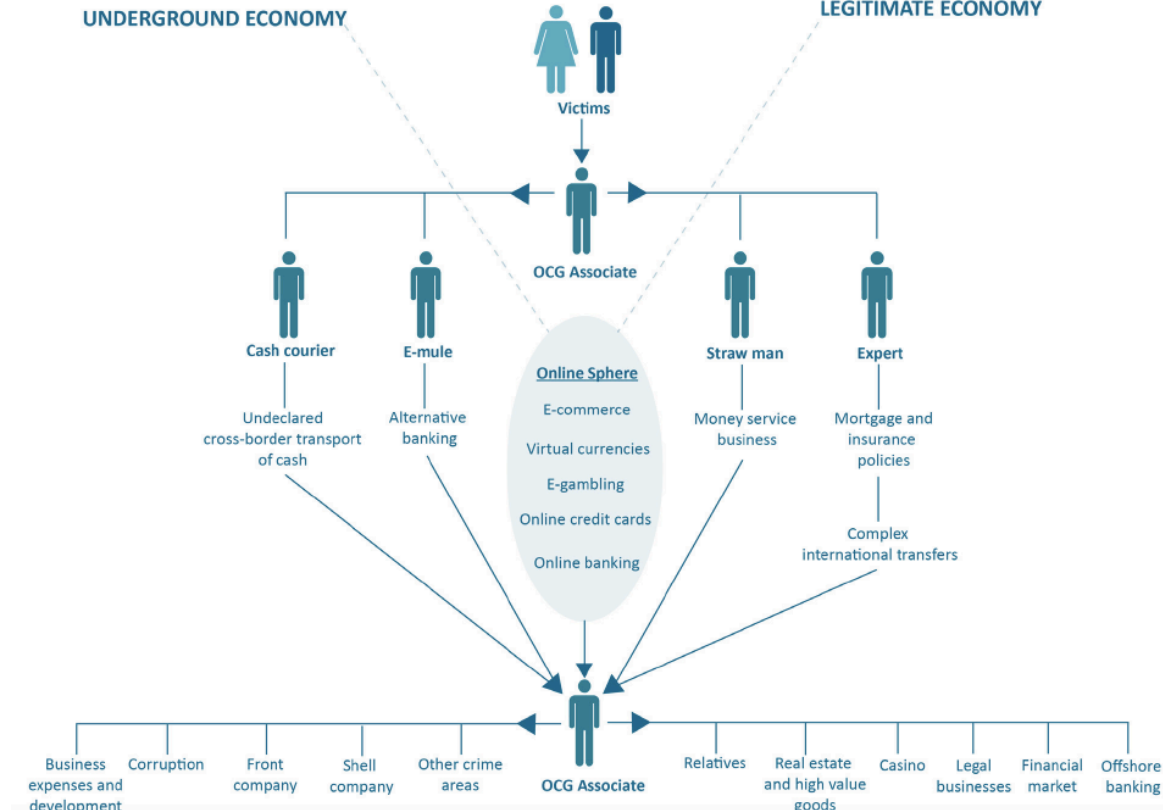 UNDERGROUND ECONOMY
LEGITIMATE ECONOMY
Victims
OCG Associate
Cash courier
E-mule
Straw man
Expert
Undeclared
cross-border transport
of cash
Alternative
banking
Online Sphere
E-commerce
Virtual currencies
E-gambling
Online credit cards
Online banking
Money service
business
Mortgage and
insurance
policies
Complex
international transfers
OCG Associate
Business
expenses and
development
Corruption
Front
company
Shell
company
Other crime
areas
Relatives
Real estate
and high value
goods
Casino
Legal
businesses
Financial
market
Offshore
banking